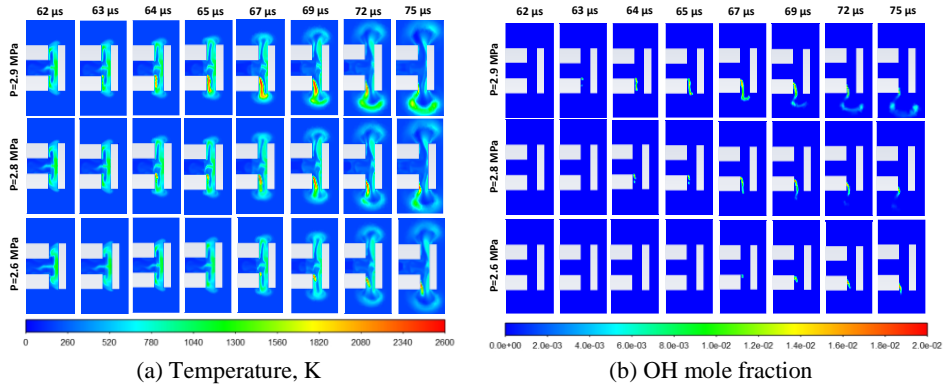 62 µs 63 µs 64 µs 65 µs 67 µs 69 µs 72 µs 75 µs
P=2.9 MPa
P=2.8 MPa
P=2.6 MPa
0 260 520 780 1040 1300 1560 1820 2080 2340 2600
(a) Temperature, K
62 µs 63 µs 64 µs 65 µs 67 µs 69 µs 72 µs 75 µs
P=2.9 MPa
P=2.8 MPa
P=2.6 MPa
0.0e+00 2.0e-03 4.0e-03 6.0e-03 8.0e-03 1.0e-02 1.2e-02 1.4e-02 1.6e-02 1.8e-02 2.0e-02
(b) OH mole fraction